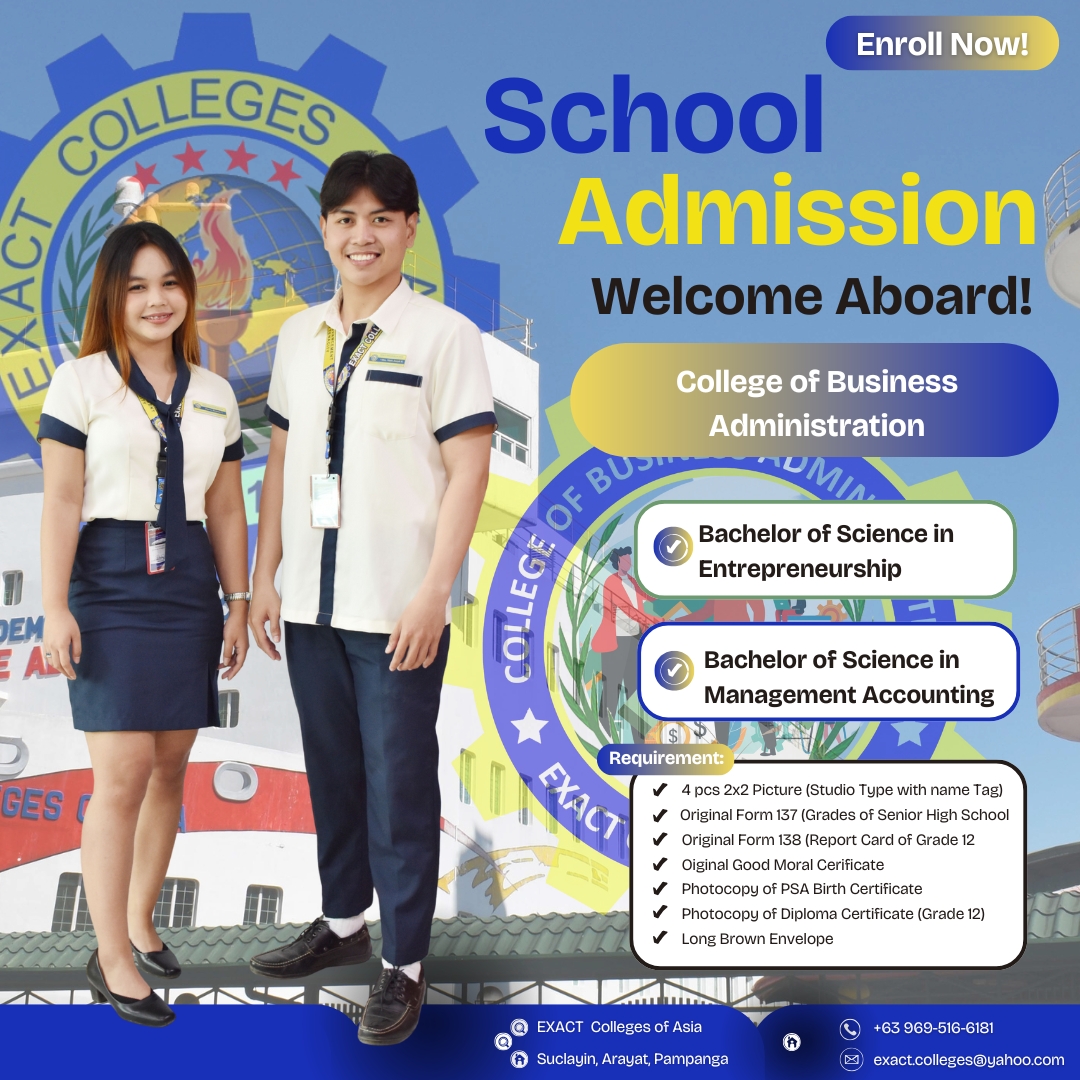 Enroll Now!
School
Admission
Welcome Aboard!
College of Business
Administration
EXACT COLLEGES
COLLEGE OF BUSINESS ADMIN
EXACT
Bachelor of Science in
Entrepreneurship
Bachelor of Science in
Management Accounting
Requirement:
4 pcs 2x2 Picture (Studio Type with name Tag)
Original Form 137 (Grades of Senior High School
Original Form 138 (Report Card of Grade 12
Oiginal Good Moral Cerificate
Photocopy of PSA Birth Certificate
Photocopy of Diploma Certificate (Grade 12)
Long Brown Envelope
EXACT COLL
DEM
GES
EXACT Colleges of Asia
Suclayin, Arayat, Pampanga
+63 969-516-6181
exact.colleges@yahoo.com